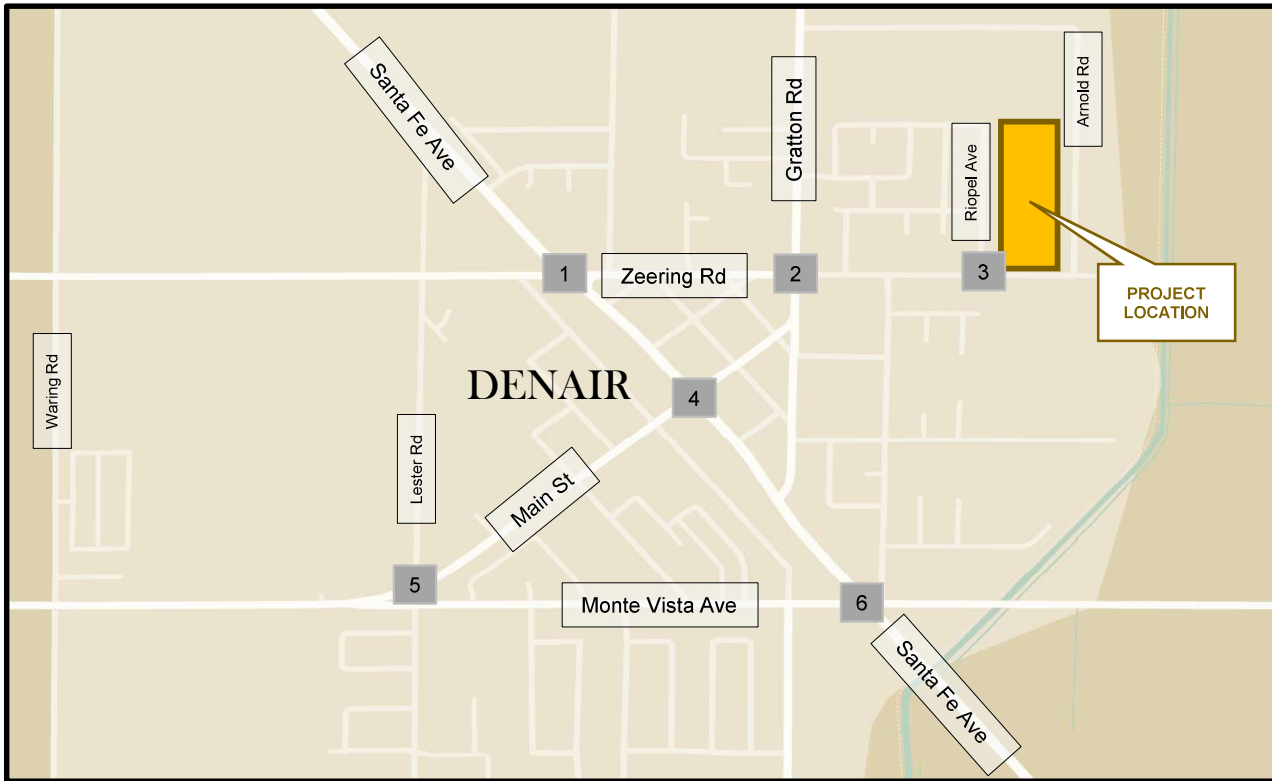 Santa Fe Ave
Gratton Rd
Arnold Rd
Riopel Ave
1
Zeering Rd
2
3
PROJECT
LOCATION
Waring Rd
DENAIR
4
Lester Rd
Main St
5
Monte Vista Ave
6
Santa Fe Ave